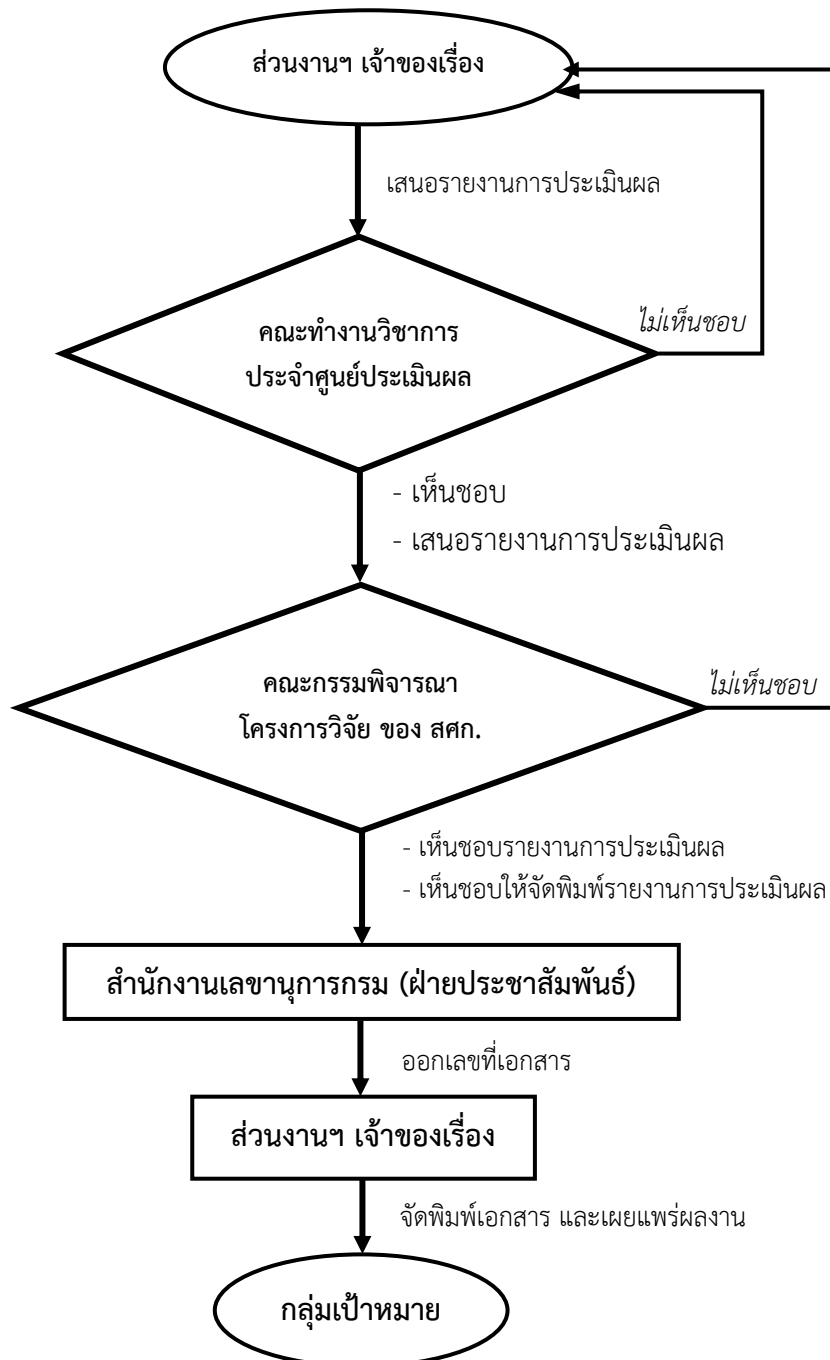 ส่วนงานฯ เจ้าของเรื่อง
เสนอรายงานการประเมินผล
คณะทำงานวิชาการ
ประจำศูนย์ประเมินผล
ไม่เห็นชอบ
- เห็นชอบ
- เสนอรายงานการประเมินผล
คณะกรรมพิจารณา
โครงการวิจัย ของ สศก.
ไม่เห็นชอบ
- เห็นชอบรายงานการประเมินผล
- เห็นชอบให้จัดพิมพ์รายงานการประเมินผล
สำนักงานเลขานุการกรม (ฝ่ายประชาสัมพันธ์)
ออกเลขที่เอกสาร
ส่วนงานฯ เจ้าของเรื่อง
จัดพิมพ์เอกสาร และเผยแพร่ผลงาน
กลุ่มเป้าหมาย